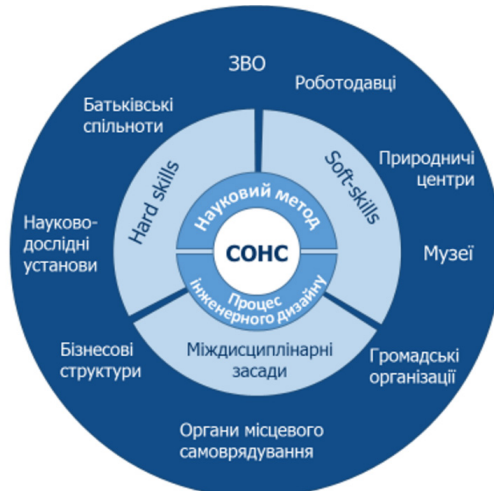 ЗВО
Роботодавці
Батьківські
спільноти
Природничі
центри
Hard skills
Soft-skills
Науковий метод
Науково-
дослідні
установи
СОНС
Музеї
Процес
інженерного дизайну
Бізнесові
структури
Міждисциплінарні
засади
Громадські
організації
Органи місцевого
самоврядування